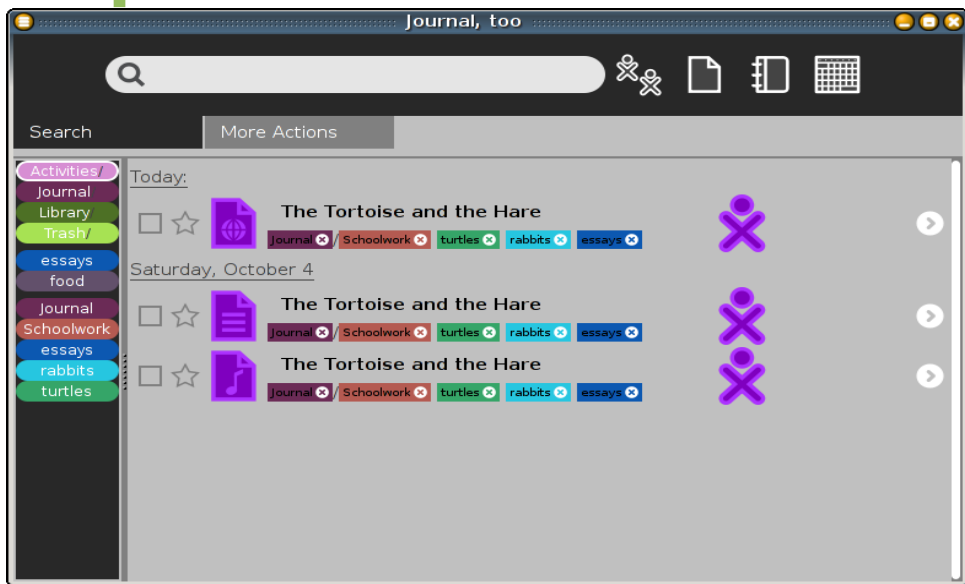 Journal, too
Search
More Actions
Activities/
Journal
Library/
Trash/
essays
food
Journal
Schoolwork
essays
rabbits
turtles
Today:
The Tortoise and the Hare
Journal / Schoolwork turtles rabbits essays
Saturday, October 4
The Tortoise and the Hare
Journal / Schoolwork turtles rabbits essays
The Tortoise and the Hare
Journal / Schoolwork turtles rabbits essays